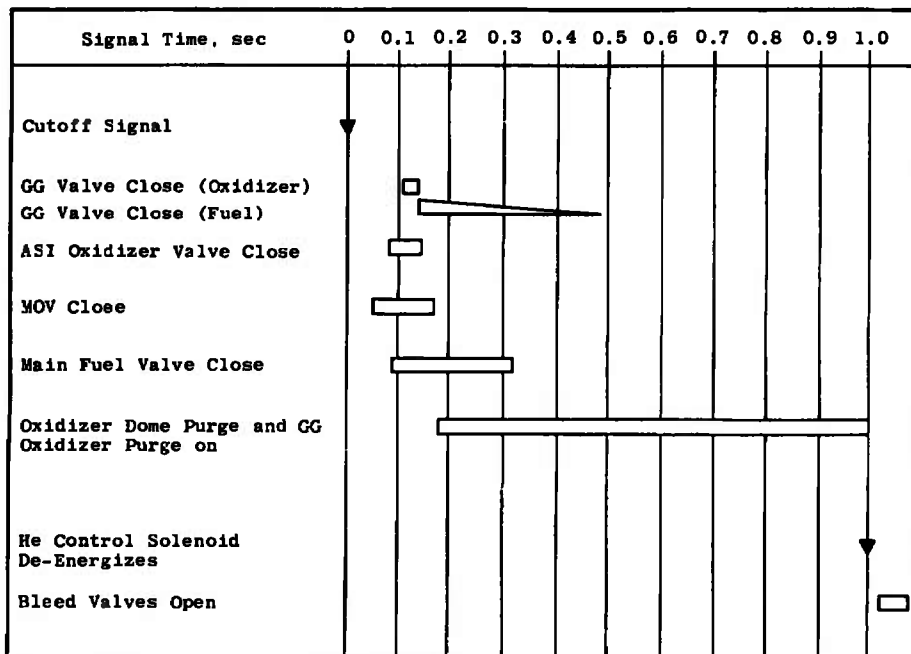 Signal Time, sec 0 0.1 0.2 0.3 0.4 0.5 0.6 0.7 0.8 0.9 1.0
Cutoff Signal
GG Valve Close (Oxidizer)
GG Valve Close (Fuel)
ASI Oxidizer Valve Close
MOV Close
Main Fuel Valve Close
Oxidizer Dome Purge and GG
Oxidizer Purge on
He Control Solenoid
De-Energizes
Bleed Valves Open